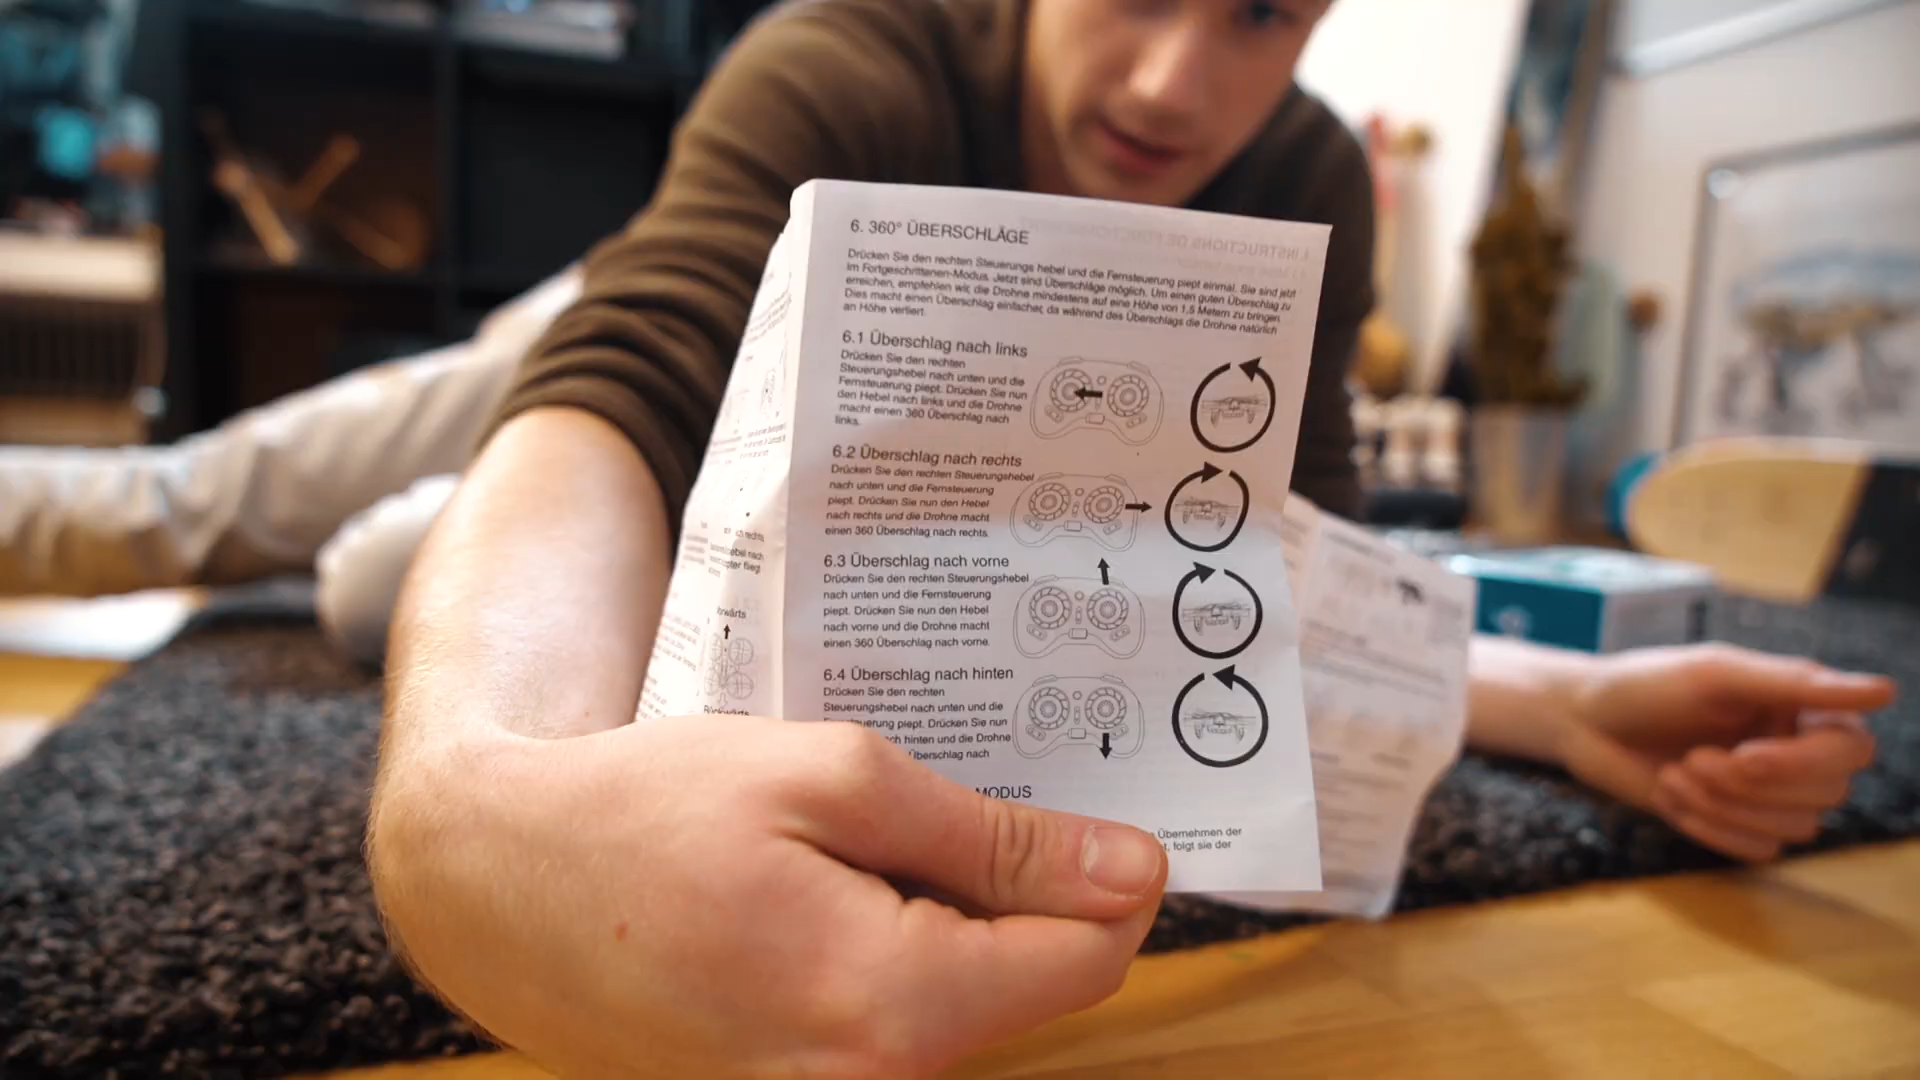 6. 360° ÜBERSCHLÄGE
Drücken Sie den rechten Steuerungs hebel und die Fernsteuerung piept einmal. Sie sind jetzt
im Fortgeschrittenen-Modus. Jetzt sind Überschläge möglich. Um einen guten Überschlag zu
erreichen, empfehlen wir, die Drohne mindestens auf eine Höhe von 1,5 Metern zu bringen.
Dies macht einen Überschlag einfacher, da während des Überschlags die Drohne natürlich
an Höhe verliert.
6.1 Überschlag nach links
Drücken Sie den rechten
Steuerungshebel nach unten und die
Fernsteuerung piept. Drücken Sie nun
den Hebel nach links und die Drohne
macht einen 360 Überschlag nach
links.
6.2 Überschlag nach rechts
Drücken Sie den rechten Steuerungshebel
nach unten und die Fernsteuerung
piept. Drücken Sie nun den Hebel
nach rechts und die Drohne macht
einen 360 Überschlag nach rechts.
6.3 Überschlag nach vorne
Drücken Sie den rechten Steuerungshebel
nach unten und die Fernsteuerung
piept. Drücken Sie nun den Hebel
nach vorne und die Drohne macht
einen 360 Überschlag nach vorne.
6.4 Überschlag nach hinten
Drücken Sie den rechten
Steuerungshebel nach unten und die
piept. Drücken Sie nun
hinten und die Drohne
Überschlag nach
MODUS
Übernehmen der
folgt sie der
rechts
nach
fliegt